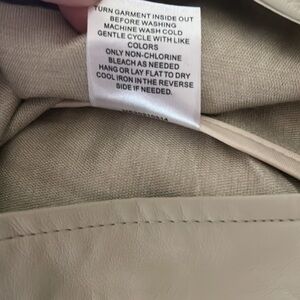 TURN GARMENT INSIDE OUT
BEFORE WASHING
MACHINE WASH COLD
GENTLE CYCLE WITH LIKE
COLORS
ONLY NON-CHLORINE
BLEACH AS NEEDED
HANG OR LAY FLAT TO DRY
COOL IRON IN THE REVERSE
SIDE IF NEEDED.